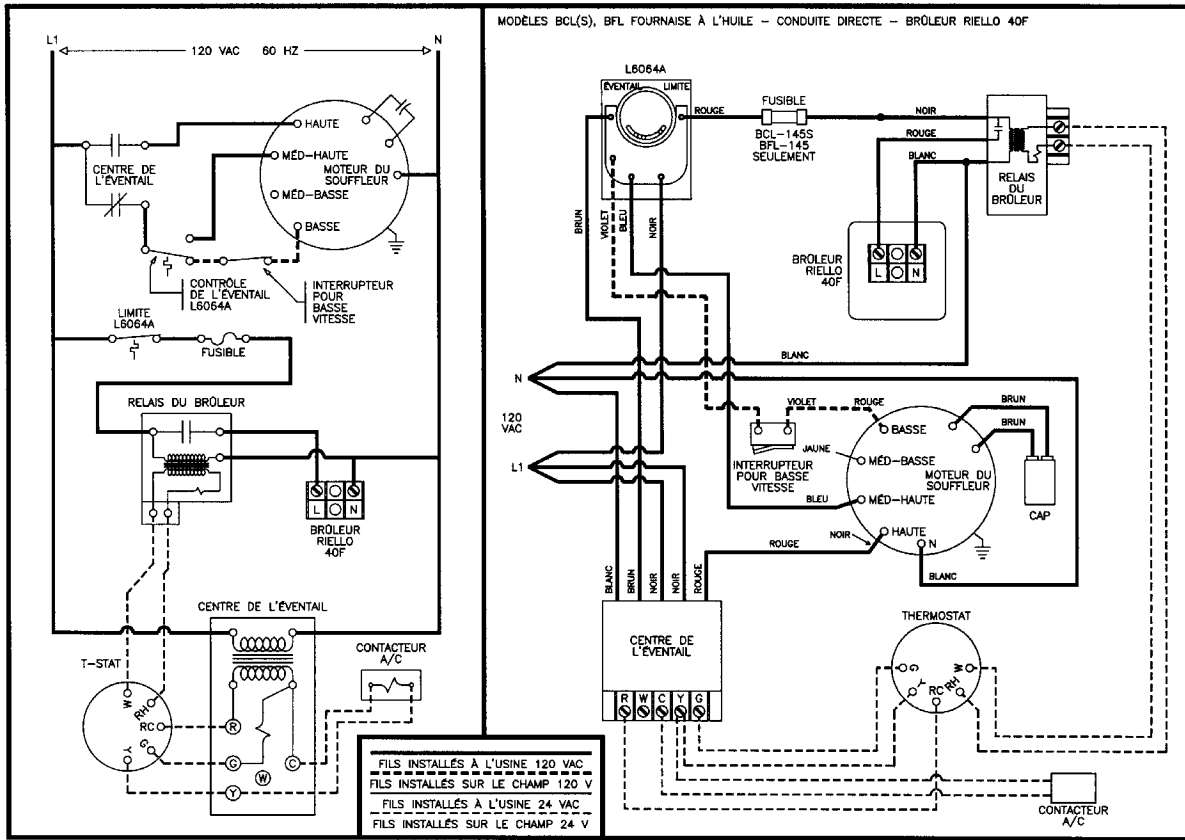 L1
120 VAC 60 HZ
N
HAUTE
MÉD-HAUTE
MOTEUR DU
SOUFFLEUR
MÉD-BASSE
BASSE
CENTRE DE
L'ÉVENTAIL
CONTRÔLE
DE L'ÉVENTAIL
L6064A
INTERRUPTEUR
POUR
BASSE
VITESSE
LIMITE
L6064A
FUSIBLE
RELAIS DU BRÛLEUR
L
N
BRÛLEUR
RIELLO
40F
CENTRE DE L'ÉVENTAIL
T-STAT
CONTACTEUR
A/C
W
RH
RC
G
Y
R
G
W
C
Y
FILS INSTALLÉS À L'USINE 120 VAC
FILS INSTALLÉS SUR LE CHAMP 120 V
FILS INSTALLÉS À L'USINE 24 VAC
FILS INSTALLÉS SUR LE CHAMP 24 V
MODÈLES BCL(S), BFL FOURNAISE À L'HUILE – CONDUITE DIRECTE – BRÛLEUR RIELLO 40F
L6064A
ÉVENTAIL
LIMITE
ROUGE
FUSIBLE
BCL-145S
BFL-145
SEULEMENT
NOIR
ROUGE
BLANC
RELAIS
DU
BRÛLEUR
BRUN
VIOLET
BLEU
NOIR
BRÛLEUR
RIELLO
40F
L
N
BLANC
N
120
VAC
L1
VIOLET
ROUGE
BASSE
BRUN
BRUN
JAUNE
MÉD-BASSE
INTERRUPTEUR
POUR BASSE
VITESSE
MOTEUR DU
SOUFFLEUR
BLEU
MÉD-HAUTE
CAP
HAUTE
NOIR
N
ROUGE
BLANC
BLANC
BRUN
NOIR
NOIR
ROUGE
CENTRE DE
L'ÉVENTAIL
R
W
C
Y
G
THERMOSTAT
G
Y
RC
RH
W
CONTACTEUR
A/C